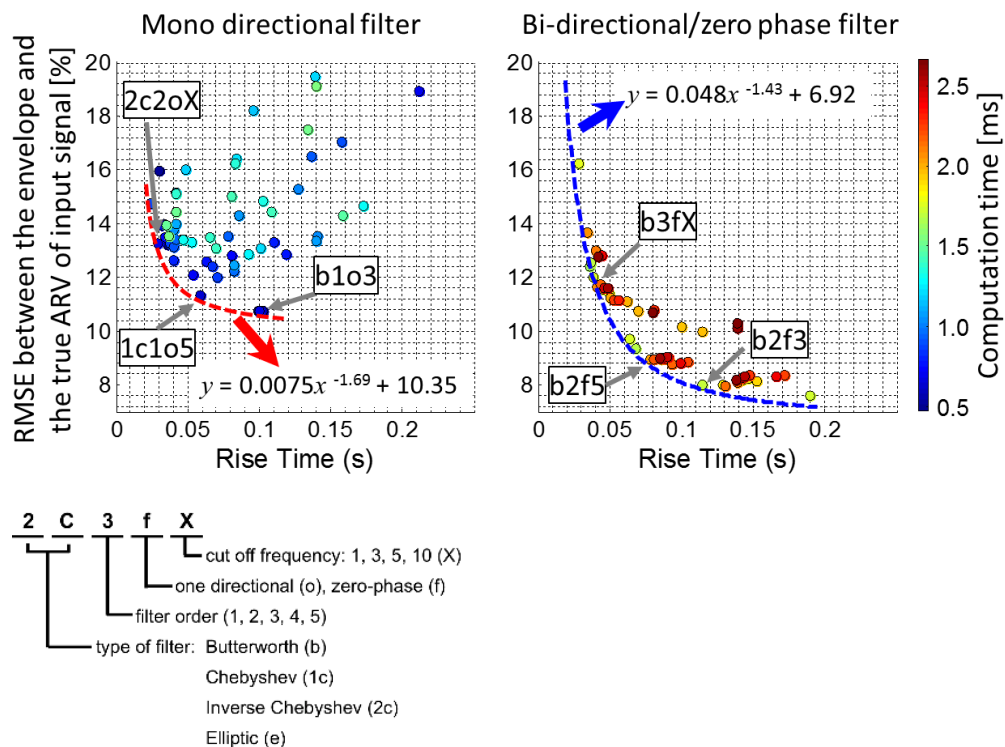 Mono directional filter
Bi-directional/zero phase filter
RMSE between the envelope and
the true ARV of input signal [%]
20
18
16
14
12
10
8
0
0.05
0.1
0.15
0.2
Rise Time (s)
2c2oX
1c1o5
b1o3
y = 0.0075x ^-1.69 + 10.35
20
18
16
14
12
10
8
0
0.05
0.1
0.15
0.2
Rise Time (s)
y = 0.048x ^-1.43 + 6.92
b3fX
b2f3
b2f5
2.5
2.0
1.5
1.0
0.5
Computation time [ms]
2 C 3 f X
cut off frequency: 1, 3, 5, 10 (X)
one directional (o), zero-phase (f)
filter order (1, 2, 3, 4, 5)
type of filter: Butterworth (b)
Chebyshev (1c)
Inverse Chebyshev (2c)
Elliptic (e)